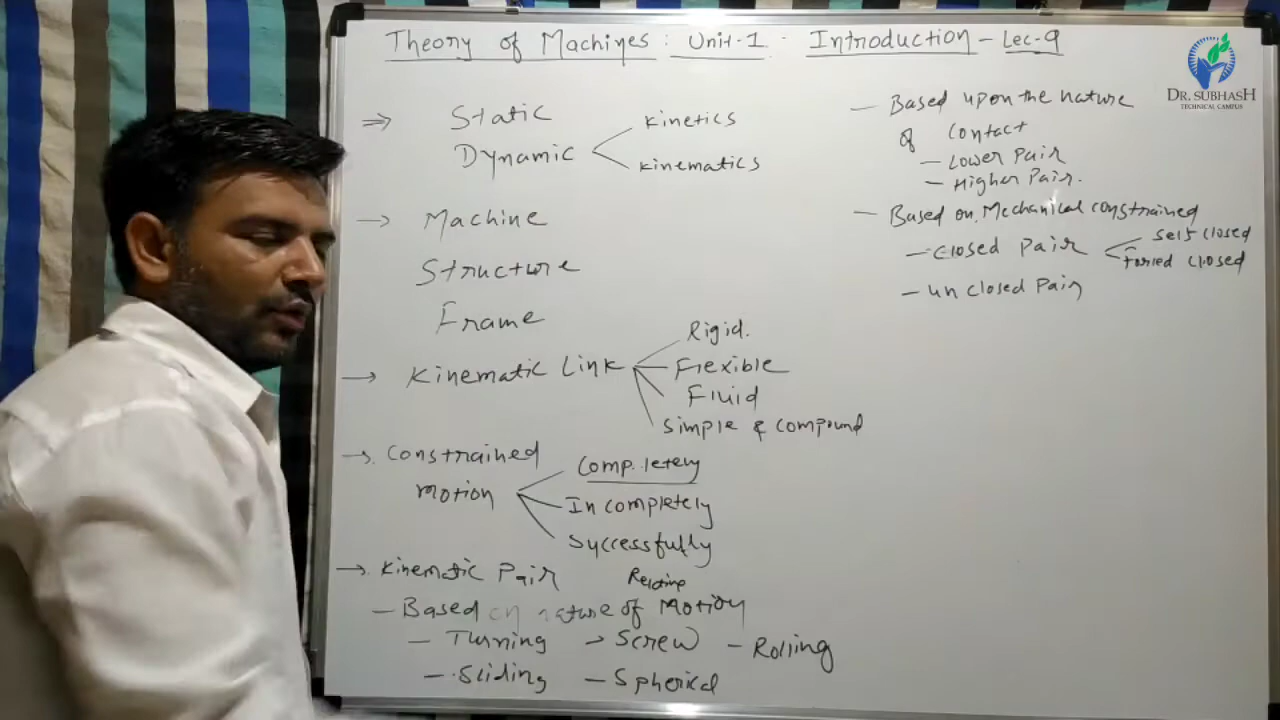 Theory of Machines : Unit-1 - Introduction - Lec-9
DR. SUBHASH
TECHNICAL CAMPUS
⇒ Static
Dynamic
Kinetics
Kinematics
→ Machine
Structure
Frame
→ Kinematic Link
Rigid.
Flexible
Fluid
Simple & compound
→ Constrained
motion
Completely
In completely
Successfully
→ Kinematic Pair
Relative
- Based on nature of Motion
- Turning → Screw - Rolling
- Sliding - Spherical
- Based upon the nature
of Contact
- Lower Pair
- Higher Pair.
- Based on Mechanical constrained
- Closed Pair
Self closed
Forced closed
- un closed Pair